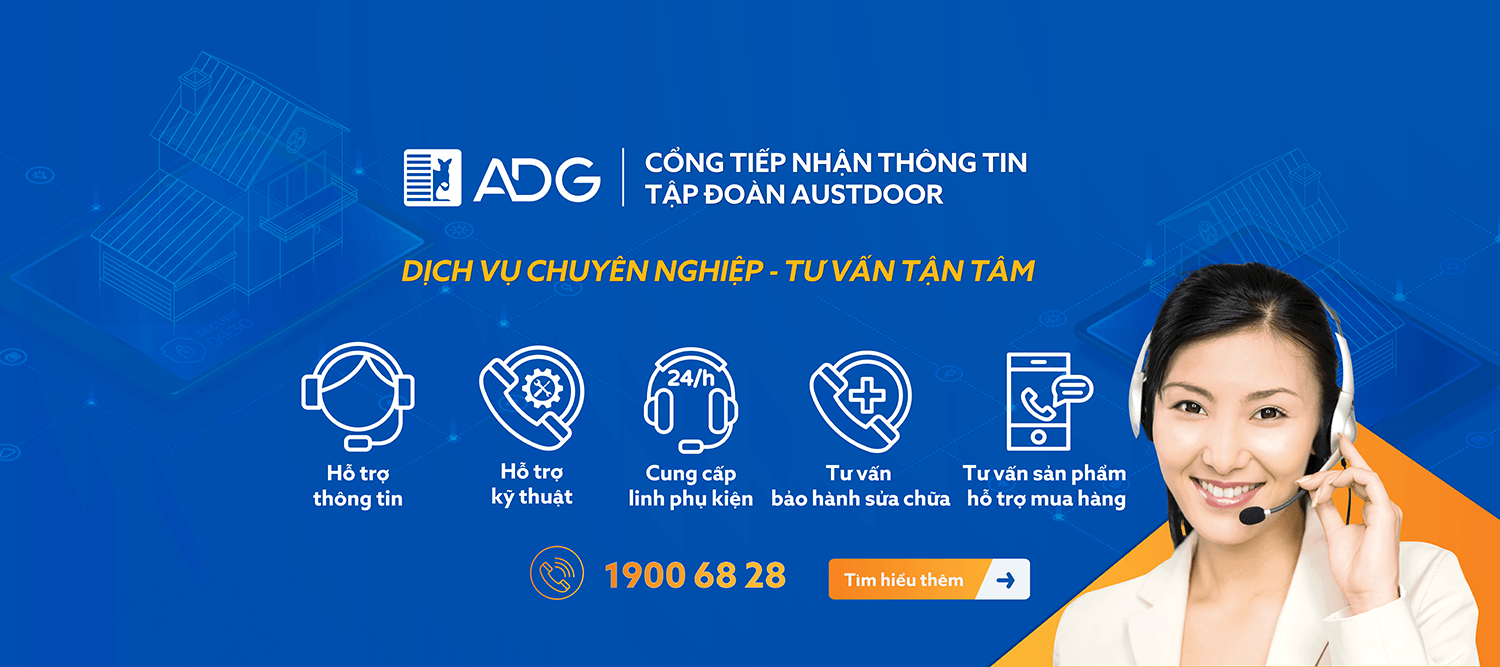 ADG
CỔNG TIẾP NHẬN THÔNG TIN
TẬP ĐOÀN AUSTDOOR
DỊCH VỤ CHUYÊN NGHIỆP - TƯ VẤN TẬN TÂM
Hỗ trợ
thông tin
Hỗ trợ
kỹ thuật
24/h
Cung cấp
linh phụ kiện
Tư vấn
bảo hành sửa chữa
Tư vấn sản phẩm
hỗ trợ mua hàng
1900 68 28
Tìm hiểu thêm